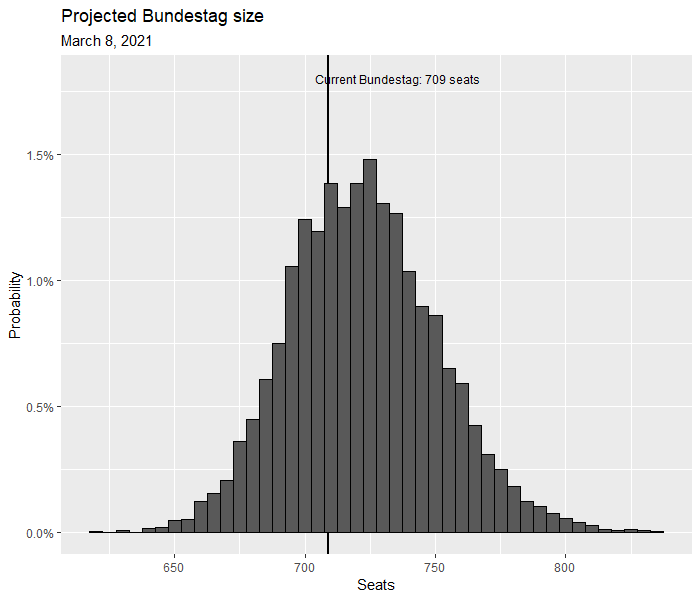 Projected Bundestag size
March 8, 2021
Current Bundestag: 709 seats
1.5%
1.0%
0.5%
0.0%
Probability
650 700 750 800
Seats